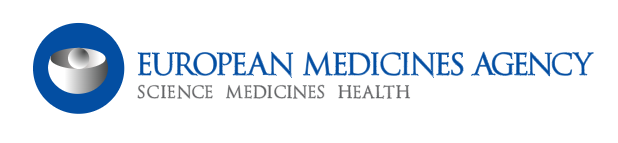 EUROPEAN MEDICINES AGENCY
SCIENCE MEDICINES HEALTH